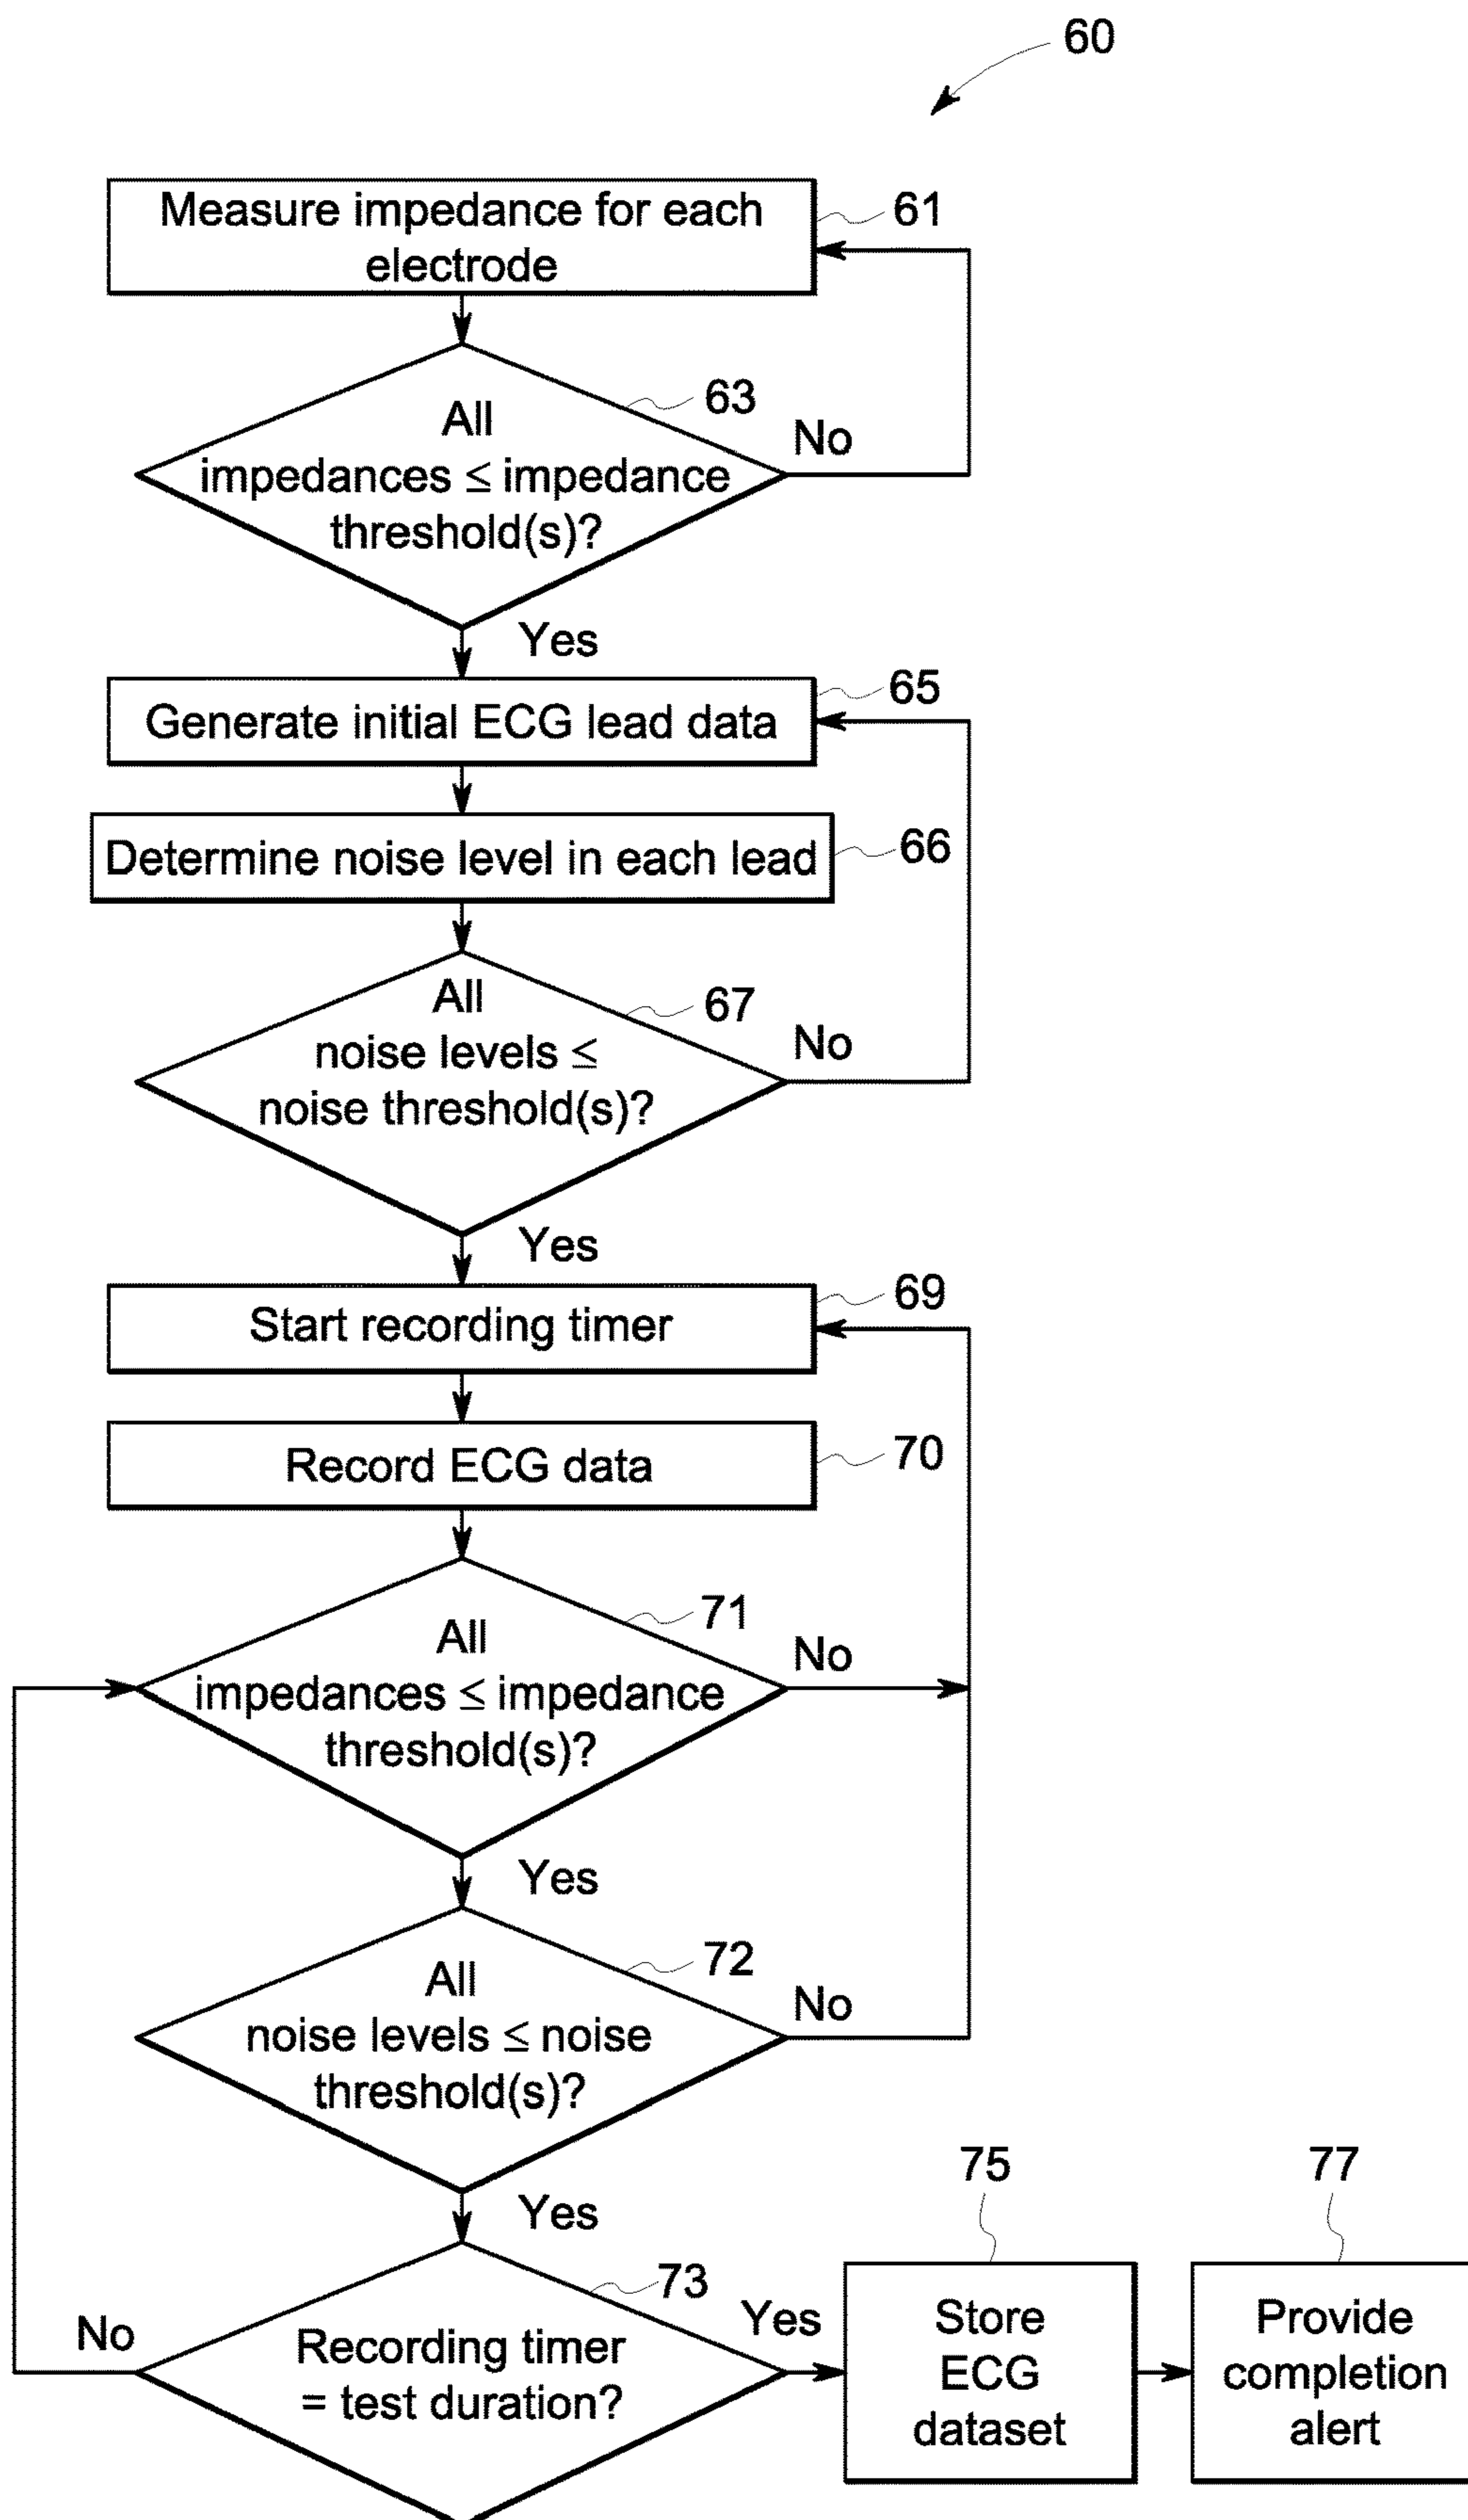 60
Measure impedance for each
electrode
61
All
impedances ≤ impedance
threshold(s)?
63
No
Yes
Generate initial ECG lead data
65
Determine noise level in each lead
66
All
noise levels ≤
noise threshold(s)?
67
No
Yes
Start recording timer
69
Record ECG data
70
All
impedances ≤ impedance
threshold(s)?
71
No
Yes
All
noise levels ≤ noise
threshold(s)?
72
No
Yes
Recording timer
= test duration?
73
No
Yes
75
Store
ECG
dataset
77
Provide
completion
alert